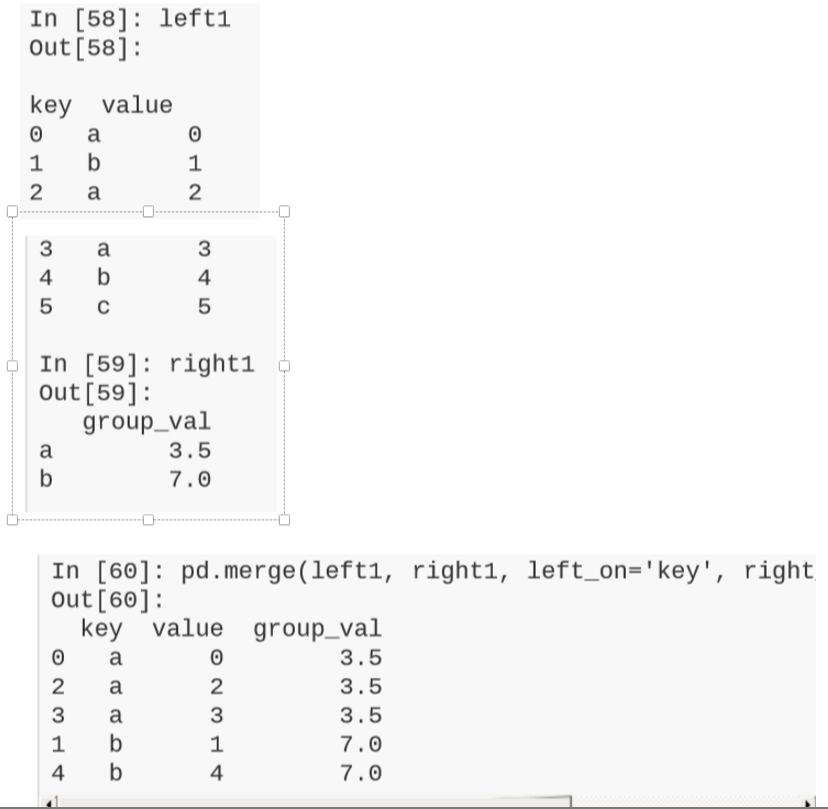 In [58]: left1
Out[58]:
key  value
0   a      0
1   b      1
2   a      2
3   a      3
4   b      4
5   c      5
In [59]: right1
Out[59]:
group_val
a        3.5
b        7.0
In [60]: pd.merge(left1, right1, left_on='key', right
Out[60]:
key  value  group_val
0   a      0        3.5
2   a      2        3.5
3   a      3        3.5
1   b      1        7.0
4   b      4        7.0